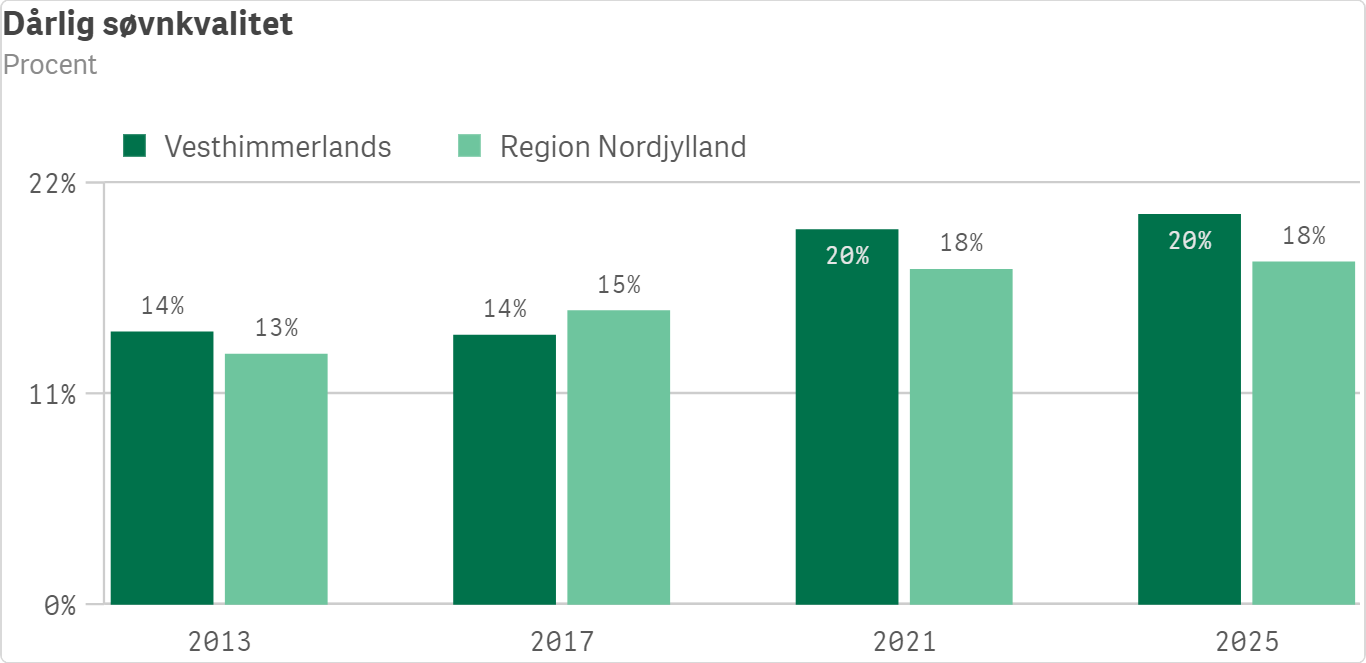 Dårlig søvnkvalitet
Procent
Vesthimmerlands Region Nordjylland
22%
11%
0%
14% 13% 14% 15% 20% 18% 20% 18%
2013 2017 2021 2025